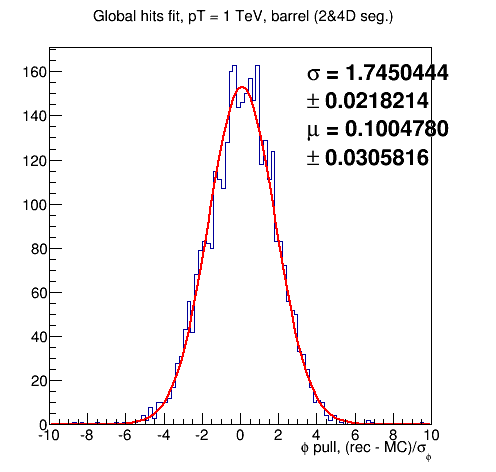 Global hits fit, pT = 1 TeV, barrel (2&4D seg.)
σ = 1.7450444
± 0.0218214
μ = 0.1004780
± 0.0305816
160
140
120
100
80
60
40
20
0
-10 -8 -6 -4 -2 0 2 4 6 8 10
ϕ pull, (rec - MC)/σ_ϕ